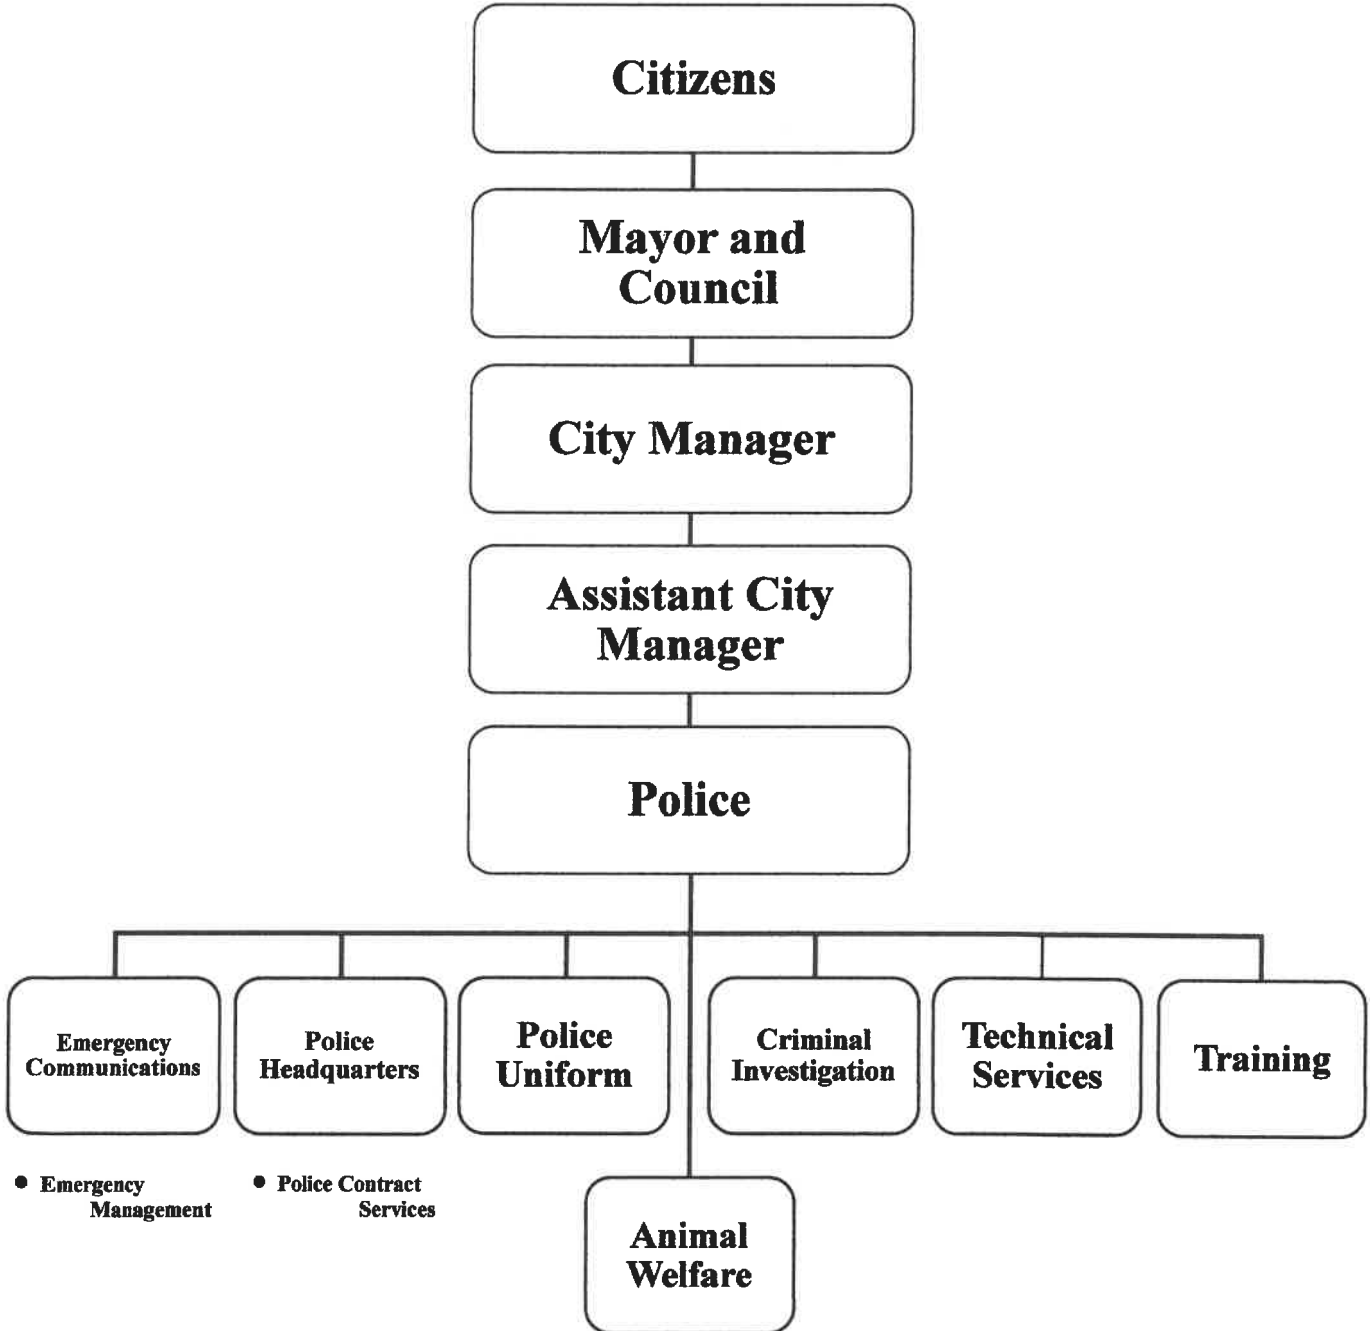 Citizens
Mayor and
Council
City Manager
Assistant City
Manager
Police
Emergency
Communications
Police
Headquarters
Police
Uniform
Criminal
Investigation
Technical
Services
Training
● Emergency
Management
● Police Contract
Services
Animal
Welfare